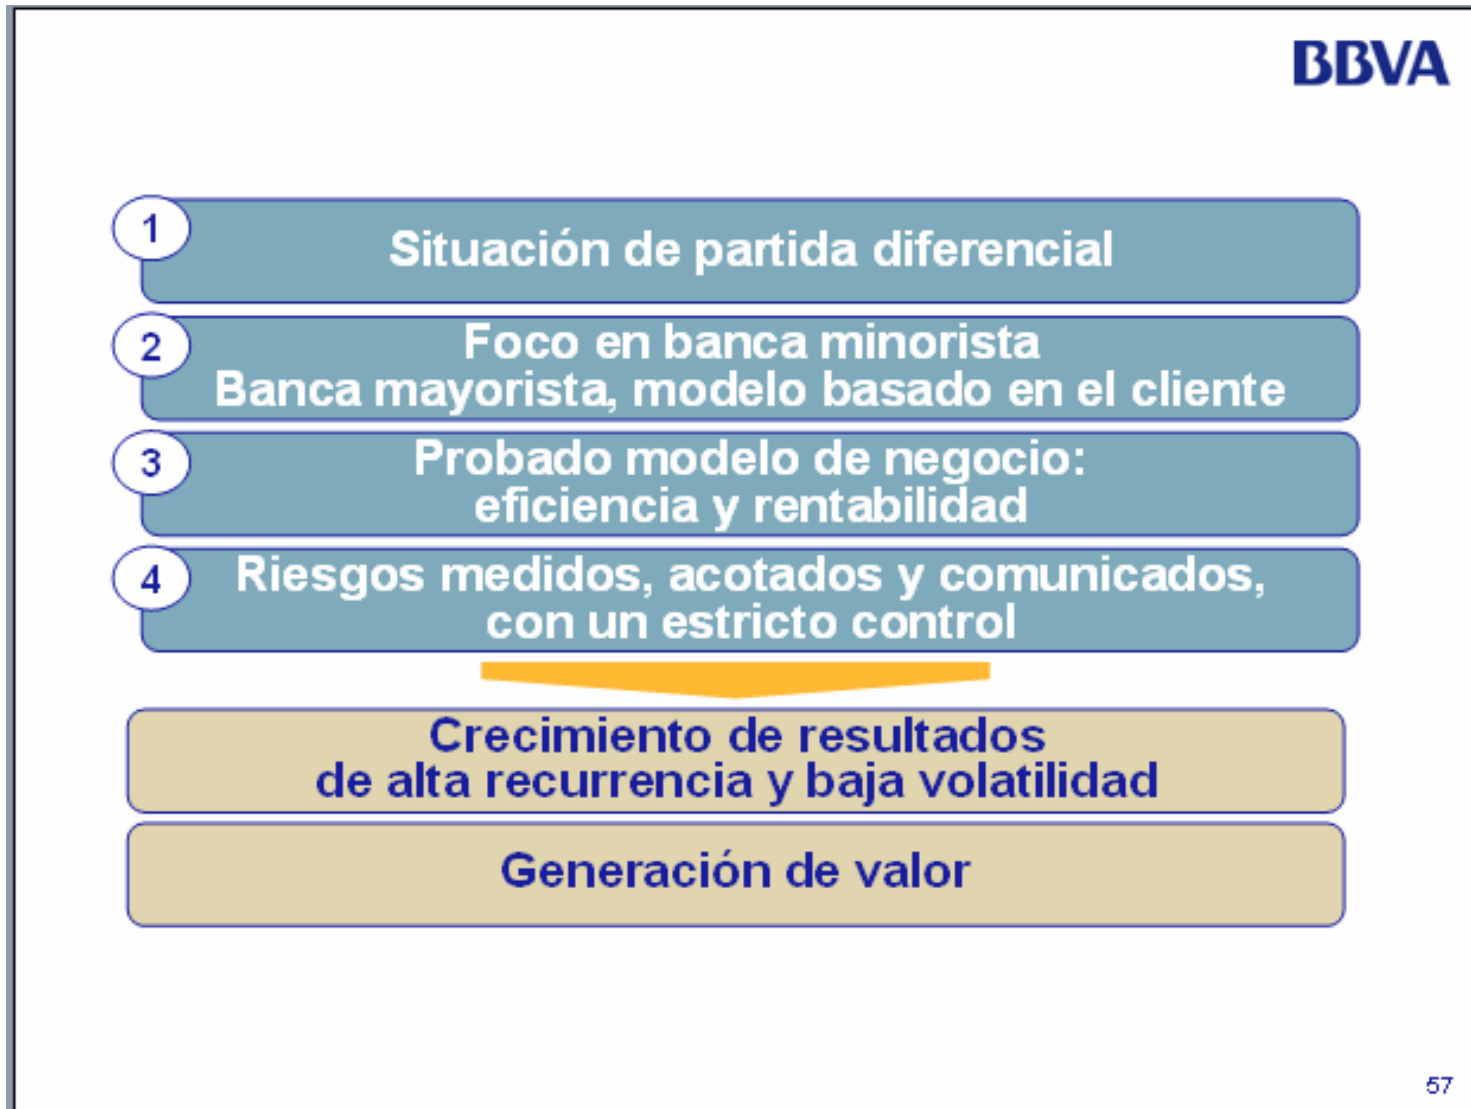 BBVA
1
Situación de partida diferencial
2
Foco en banca minorista
Banca mayorista, modelo basado en el cliente
3
Probado modelo de negocio:
eficiencia y rentabilidad
4
Riesgos medidos, acotados y comunicados,
con un estricto control
Crecimiento de resultados
de alta recurrencia y baja volatilidad
Generación de valor
57